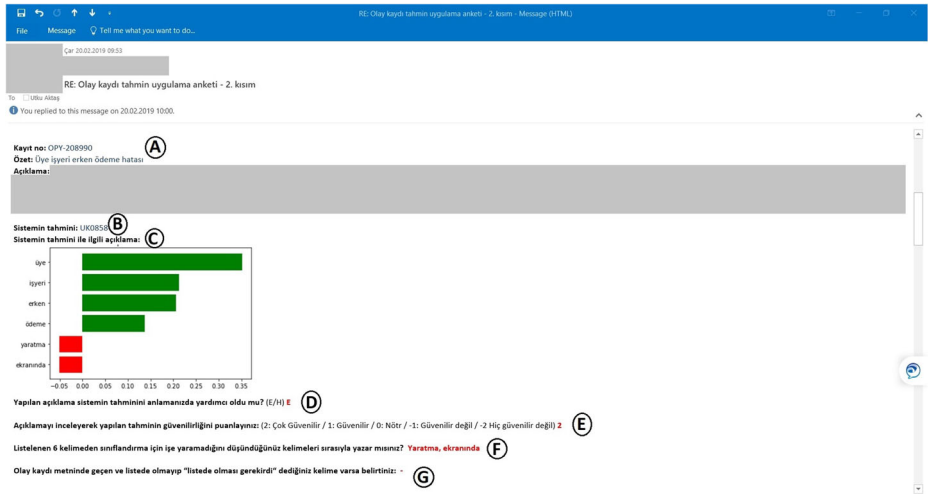 RE: Olay kaydı tahmin uygulama anketi - 2. kısım - Message (HTML)
File Message Tell me what you want to do...
Çar 20.02.2019 09:53
RE: Olay kaydı tahmin uygulama anketi - 2. kısım
To Utku Aktaş
You replied to this message on 20.02.2019 10:00.
Kayıt no: OPY-208990 A
Özet: Üye işyeri erken ödeme hatası
Açıklama:
Sistemin tahmini: UK0858 B
Sistemin tahmini ile ilgili açıklama: C
üye
işyeri
erken
ödeme
yaratma
ekranında
−0.05 0.00 0.05 0.10 0.15 0.20 0.25 0.30 0.35
Yapılan açıklama sistemin tahminini anlamanızda yardımcı oldu mu? (E/H) E D
Açıklamayı inceleyerek yapılan tahminin güvenilirliğini puanlayınız: (2: Çok Güvenilir / 1: Güvenilir / 0: Nötr / -1: Güvenilir değil / -2 Hiç güvenilir değil) 2 E
Listelenen 6 kelimeden sınıflandırma için işe yaramadığını düşündüğünüz kelimeleri sırasıyla yazar mısınız? Yaratma, ekranında F
Olay kaydı metninde geçen ve listede olmayıp "listede olması gerekirdi" dediğiniz kelime varsa belirtiniz: - G